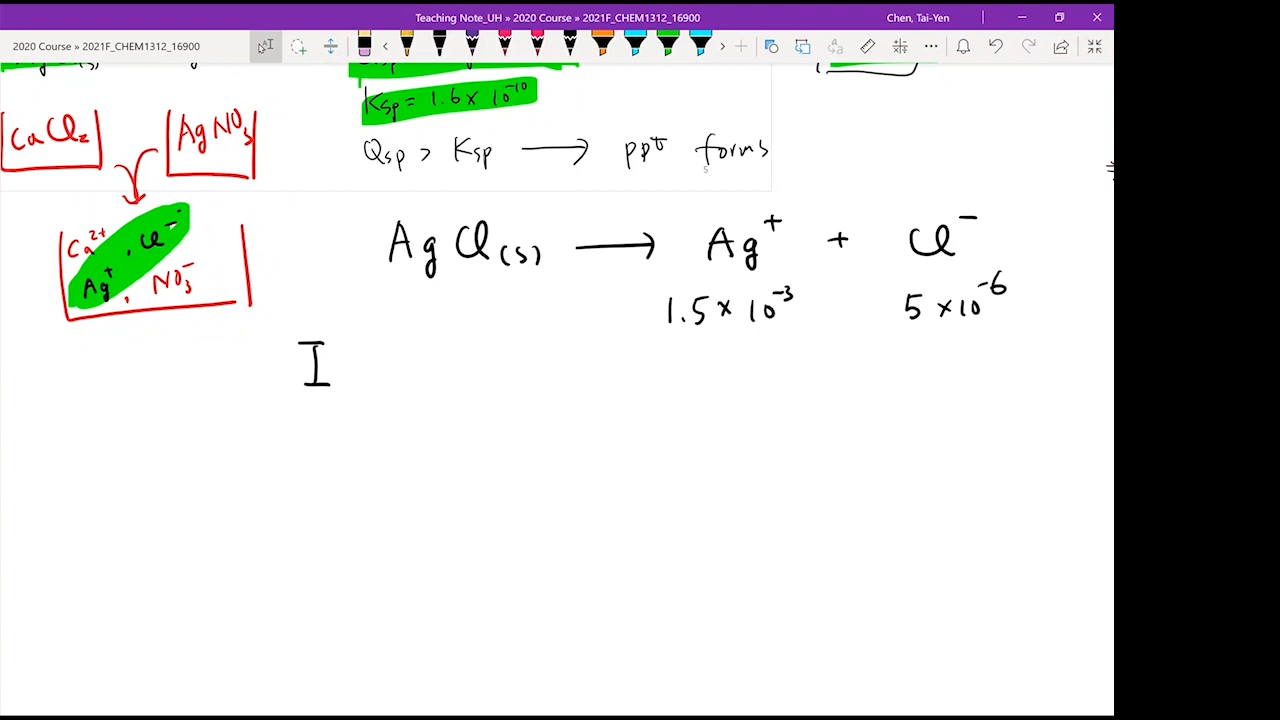 Teaching Note_UH » 2020 Course » 2021F_CHEM1312_16900
Chen, Tai-Yen
2020 Course » 2021F_CHEM1312_16900
Ksp = 1.6 x 10⁻¹⁰
CaCl₂
AgNO₃
Qsp > Ksp ⟶ ppt forms
Ca²⁺, Cl⁻
Ag⁺, NO₃⁻
AgCl(s) ⟶ Ag⁺ + Cl⁻
1.5 x 10⁻³ 5 x 10⁻⁶
I